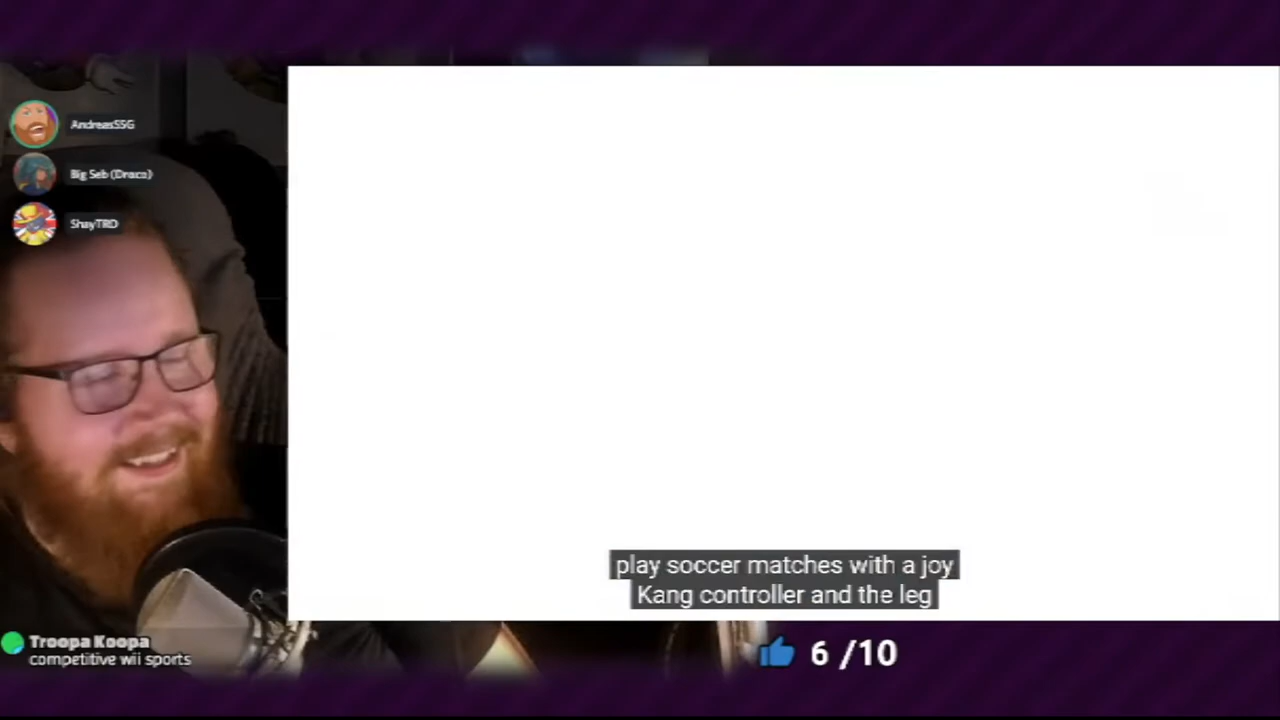 AndreasSSG
Big Seb (Draco)
ShayTRD
play soccer matches with a joy
Kang controller and the leg
Troopa Koopa
competitive wii sports
6 /10